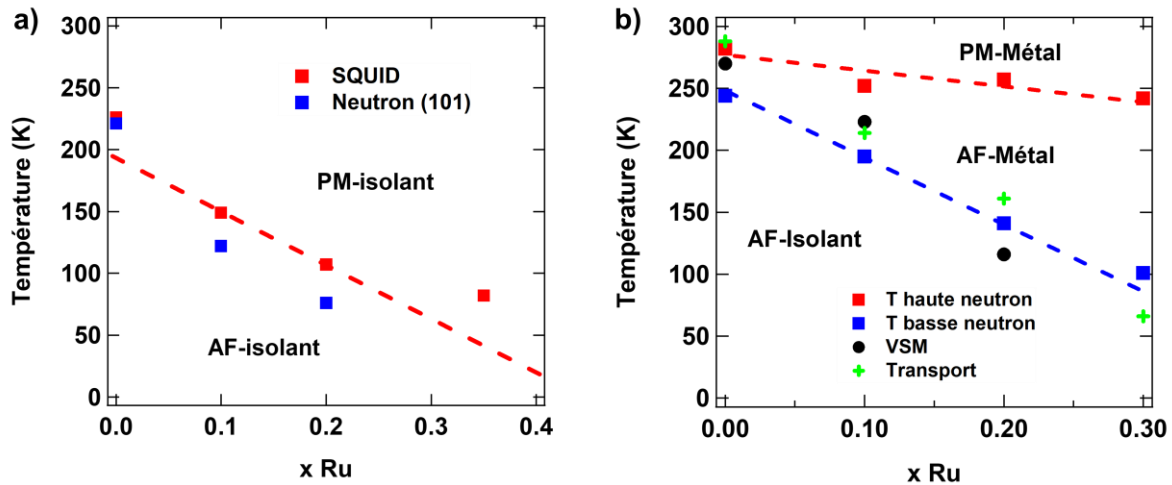 a)
Température (K)
300
250
200
150
100
50
0
SQUID
Neutron (101)
PM-isolant
AF-isolant
0.0 0.1 0.2 0.3 0.4
x Ru
b)
Température (K)
300
250
200
150
100
50
0
PM-Métal
AF-Métal
AF-Isolant
T haute neutron
T basse neutron
VSM
Transport
0.00 0.10 0.20 0.30
x Ru